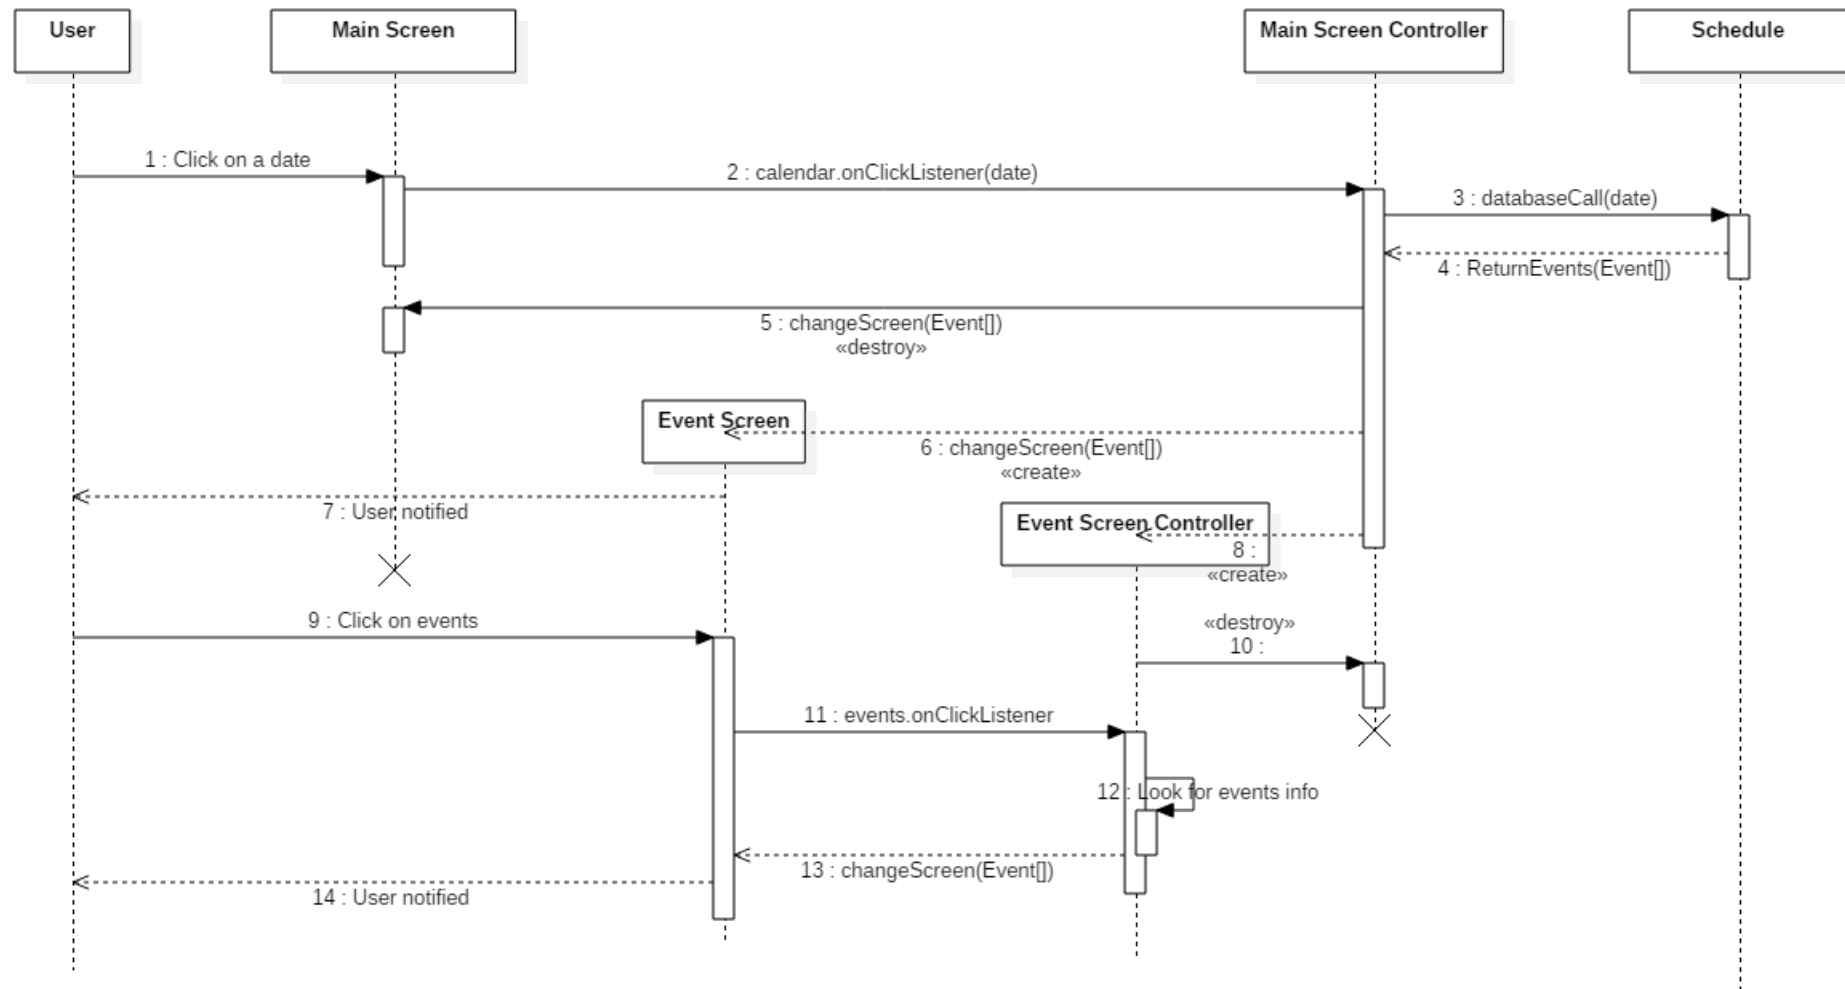 User
Main Screen
Main Screen Controller
Schedule
1 : Click on a date
2 : calendar.onClickListener(date)
3 : databaseCall(date)
4 : ReturnEvents(Event[])
5 : changeScreen(Event[])
«destroy»
Event Screen
6 : changeScreen(Event[])
«create»
7 : User notified
Event Screen Controller
8 :
«create»
9 : Click on events
«destroy»
10 :
11 : events.onClickListener
12 : Look for events info
13 : changeScreen(Event[])
14 : User notified